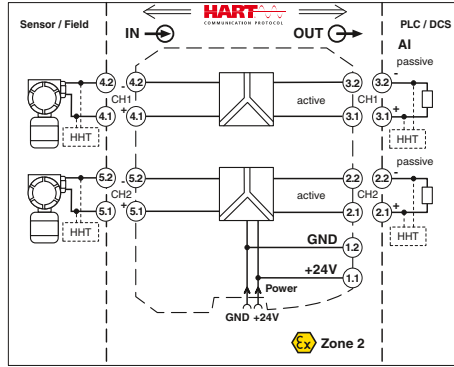 Sensor / Field
HART
COMMUNICATION PROTOCOL
PLC / DCS
IN
OUT
AI
passive
4.2
-
4.2
3.2
3.2
-
CH1
active
CH1
4.1
+
4.1
3.1
3.1
+
HHT
HHT
passive
5.2
-
5.2
2.2
2.2
-
CH2
active
CH2
5.1
+
5.1
2.1
2.1
+
HHT
HHT
GND
1.2
+24V
1.1
Power
GND +24V
Ex Zone 2